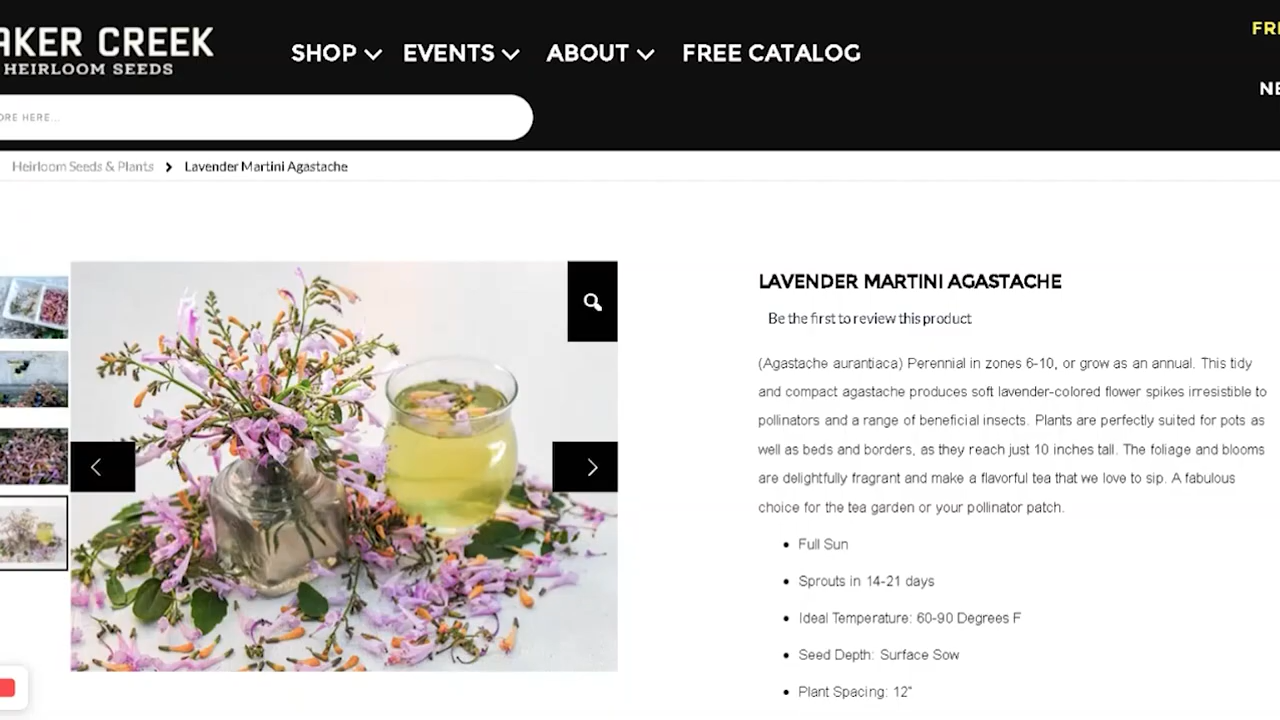 AKER CREEK
HEIRLOOM SEEDS
SHOP EVENTS ABOUT FREE CATALOG
FR
NE
ORE HERE...
Heirloom Seeds & Plants Lavender Martini Agastache
LAVENDER MARTINI AGASTACHE
Be the first to review this product
(Agastache aurantiaca) Perennial in zones 6-10, or grow as an annual. This tidy
and compact agastache produces soft lavender-colored flower spikes irresistible to
pollinators and a range of beneficial insects. Plants are perfectly suited for pots as
well as beds and borders, as they reach just 10 inches tall. The foliage and blooms
are delightfully fragrant and make a flavorful tea that we love to sip. A fabulous
choice for the tea garden or your pollinator patch.
• Full Sun
• Sprouts in 14-21 days
• Ideal Temperature: 60-90 Degrees F
• Seed Depth: Surface Sow
• Plant Spacing: 12"